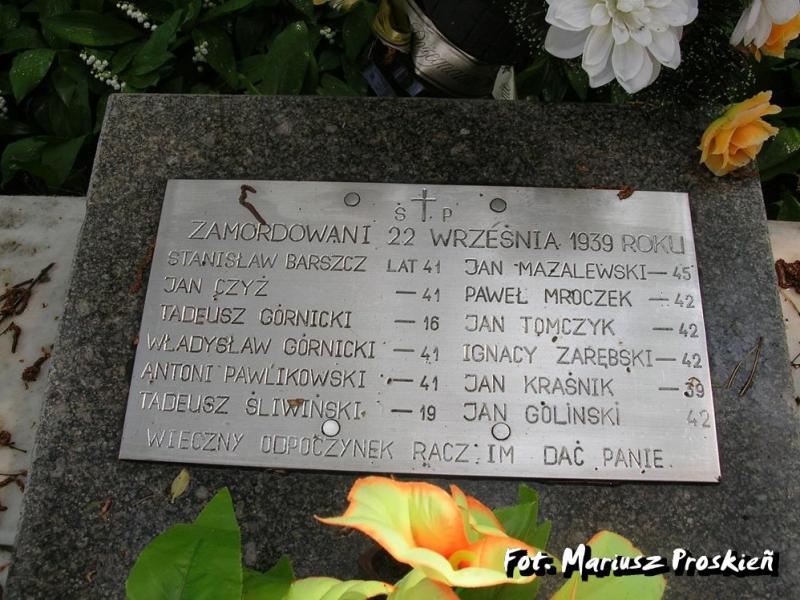 Ś † P
ZAMORDOWANI 22 WRZEŚNIA 1939 ROKU
STANISŁAW BARSZCZ LAT 41 JAN MAZALEWSKI — 45
JAN CZYŻ — 41 PAWEŁ MROCZEK — 42
TADEUSZ GÓRNICKI — 16 JAN TOMCZYK — 42
WŁADYSŁAW GÓRNICKI — 41 IGNACY ZARĘBSKI — 42
ANTONI PAWLIKOWSKI — 41 JAN KRAŚNIK — 39
TADEUSZ ŚLIWIŃSKI — 19 JAN GOLIŃSKI 42
WIECZNY ODPOCZYNEK RACZ IM DAĆ PANIE
Fot. Mariusz Proskień